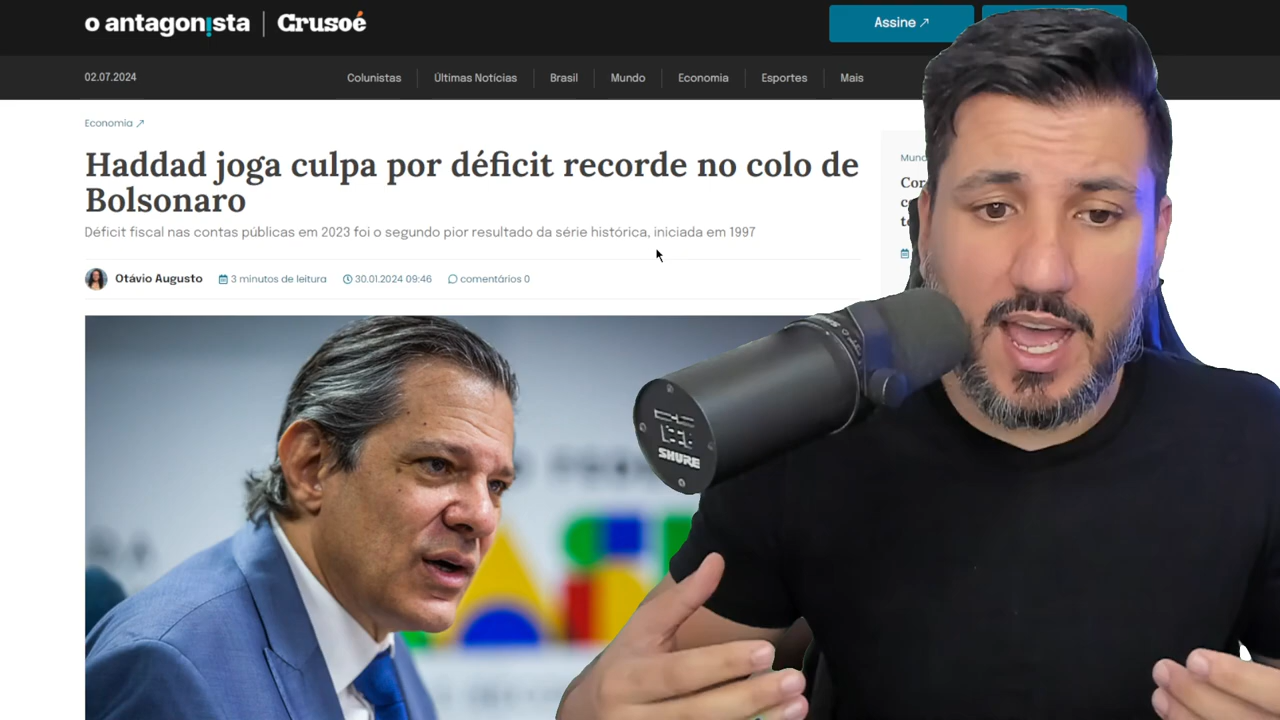 o antagonista | Crusoé
Assine ↗
02.07.2024
Colunistas
Últimas Notícias
Brasil
Mundo
Economia
Esportes
Mais
Economia ↗
Haddad joga culpa por déficit recorde no colo de
Bolsonaro
Déficit fiscal nas contas públicas em 2023 foi o segundo pior resultado da série histórica, iniciada em 1997
Otávio Augusto
3 minutos de leitura
30.01.2024 09:46
comentários 0
SHURE